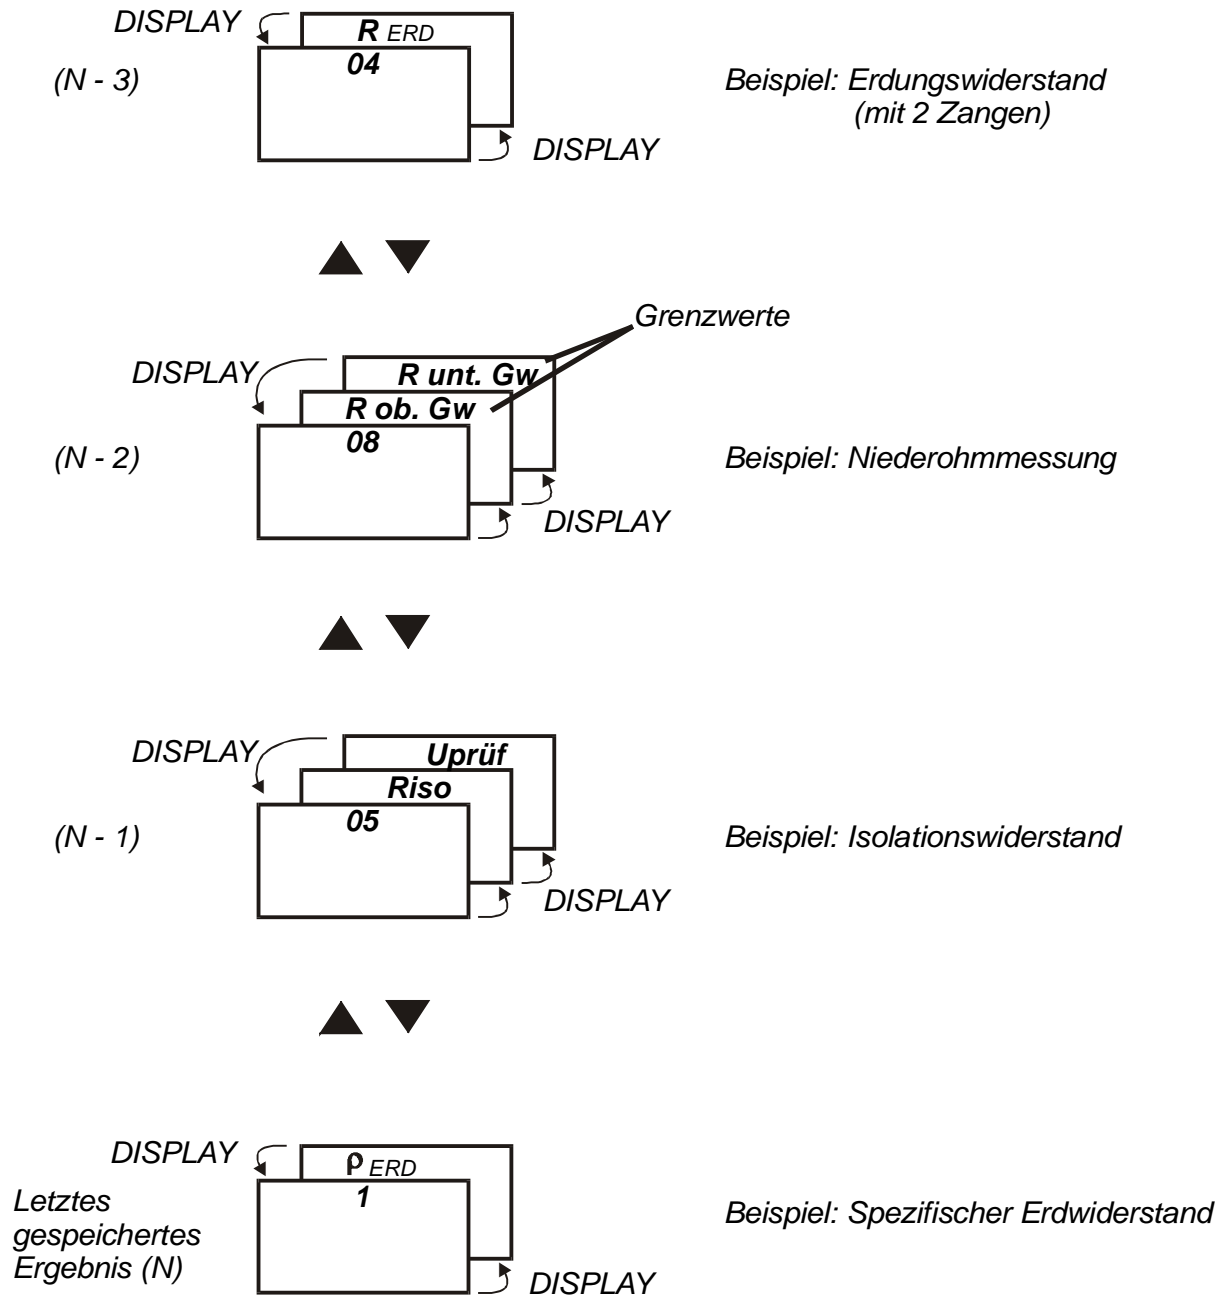 DISPLAY
R ERD
04
(N - 3)
Beispiel: Erdungswiderstand
(mit 2 Zangen)
DISPLAY
Grenzwerte
DISPLAY
R unt. Gw
R ob. Gw
08
(N - 2)
Beispiel: Niederohmmessung
DISPLAY
DISPLAY
Uprüf
Riso
05
(N - 1)
Beispiel: Isolationswiderstand
DISPLAY
DISPLAY
ρ ERD
1
Letztes
gespeichertes
Ergebnis (N)
Beispiel: Spezifischer Erdwiderstand
DISPLAY